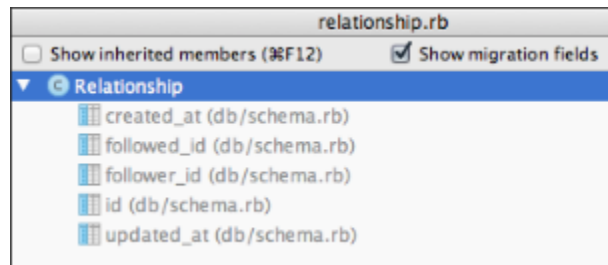 relationship.rb
Show inherited members (⌘F12) Show migration fields
C Relationship
created_at (db/schema.rb)
followed_id (db/schema.rb)
follower_id (db/schema.rb)
id (db/schema.rb)
updated_at (db/schema.rb)